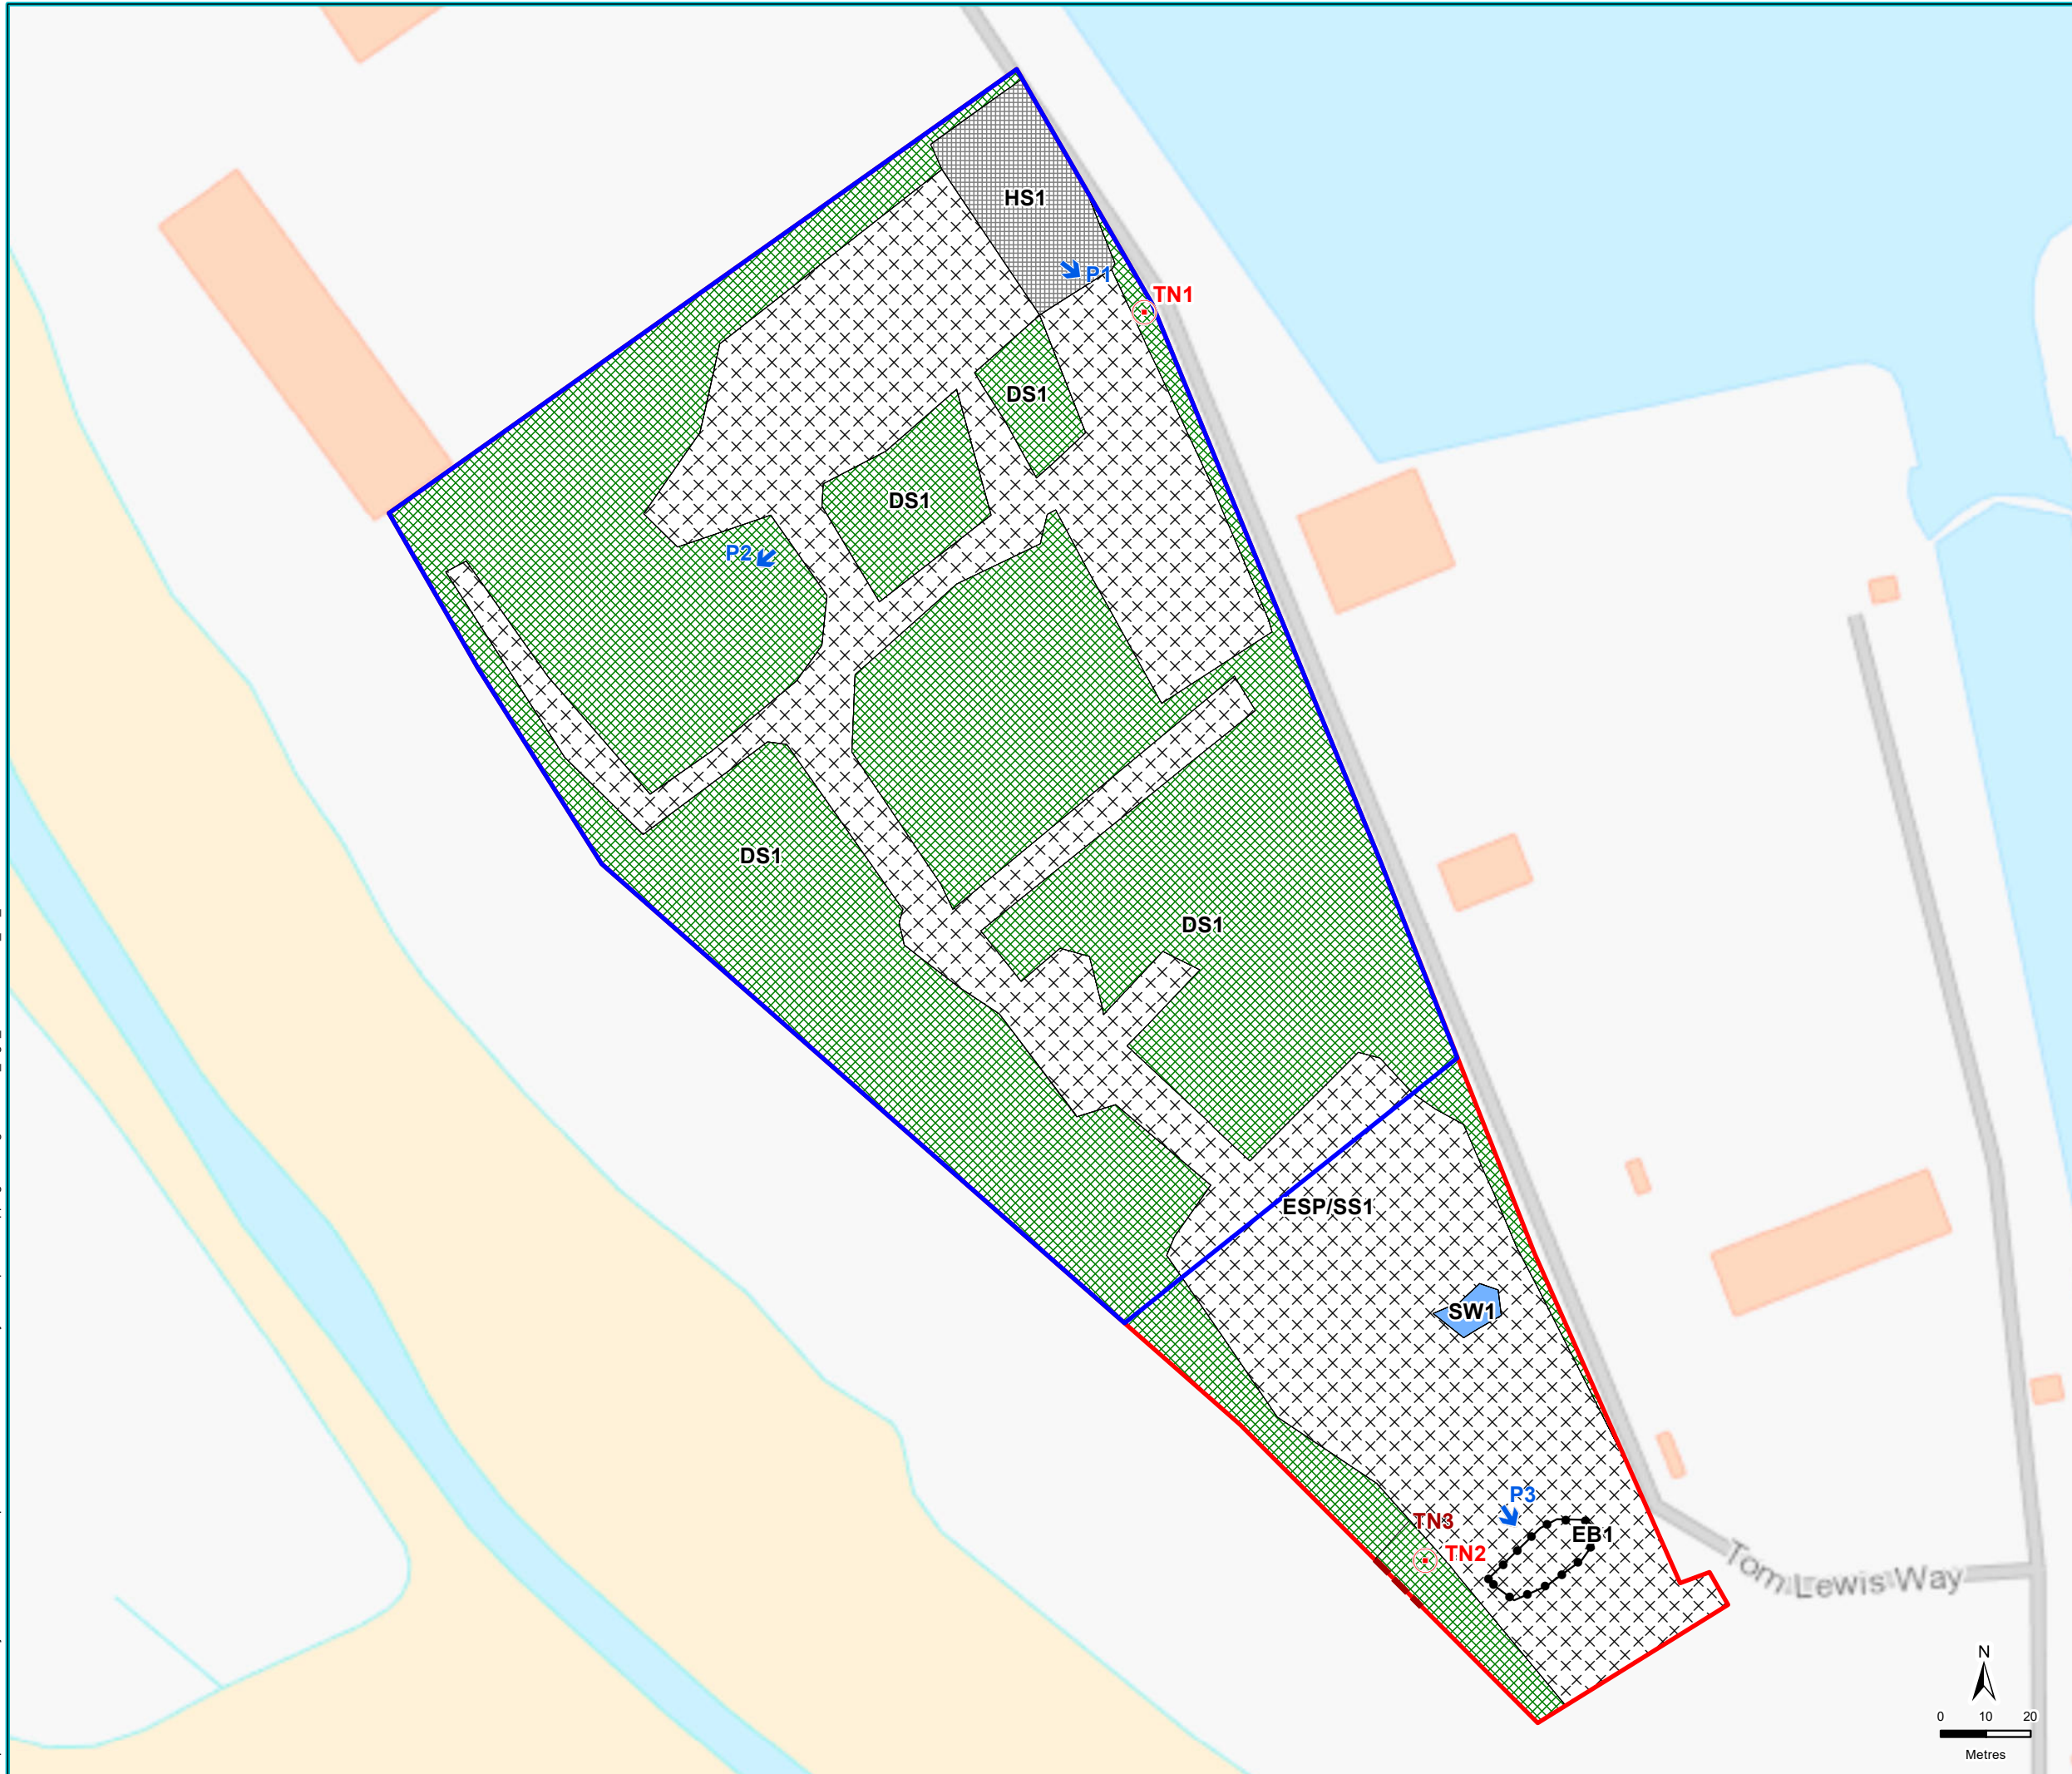 HS1
P1
TN1
DS1
DS1
P2
DS1
DS1
ESP/SS1
SW1
P3
TN3
EB1
TN2
Tom Lewis Way
N
0 10 20
Metres